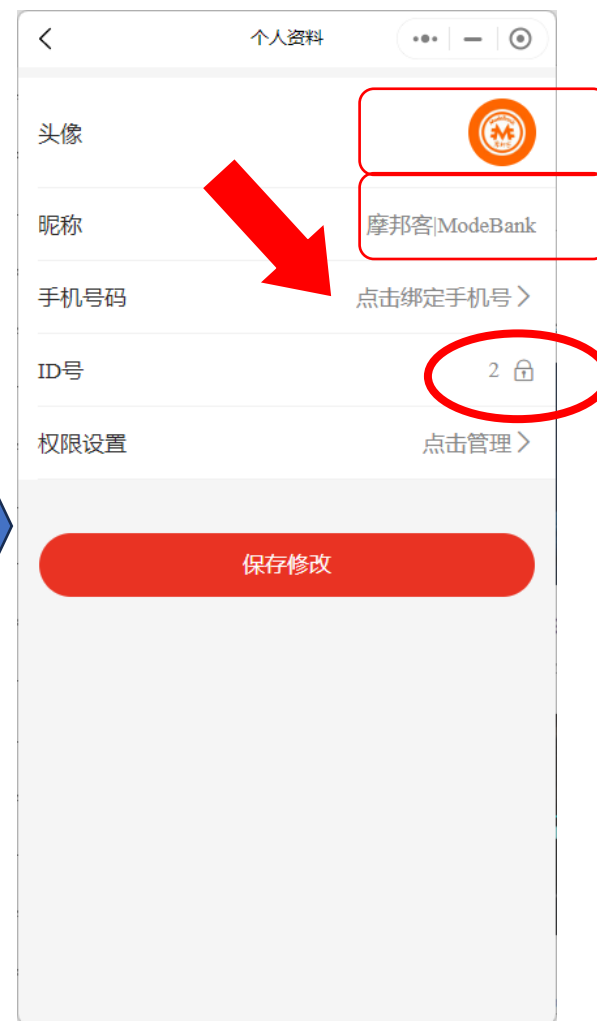 个人资料
头像
昵称
摩邦客|ModeBank
手机号码
点击绑定手机号
ID号
2
权限设置
点击管理
保存修改